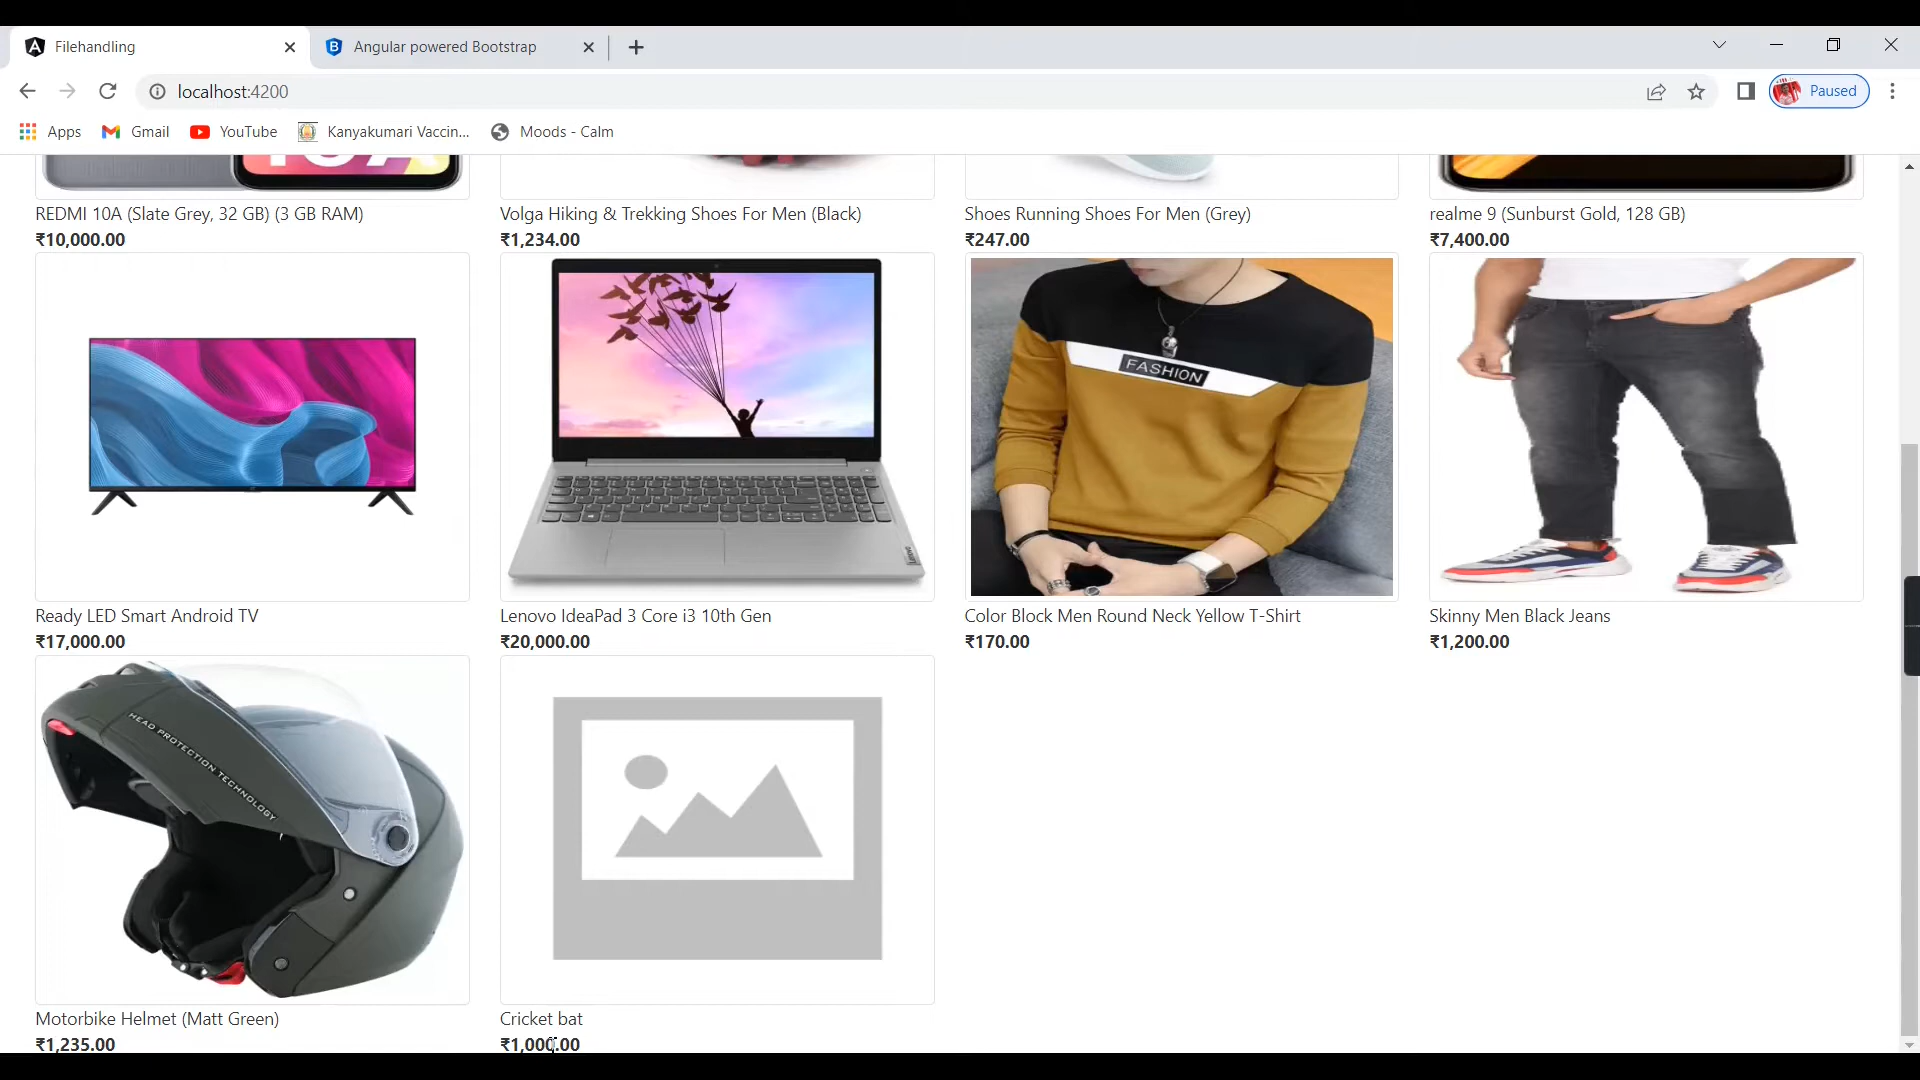 Filehandling
Angular powered Bootstrap
localhost:4200
Paused
Apps
Gmail
YouTube
Kanyakumari Vaccin...
Moods - Calm
REDMI 10A (Slate Grey, 32 GB) (3 GB RAM)
₹10,000.00
Volga Hiking & Trekking Shoes For Men (Black)
₹1,234.00
Shoes Running Shoes For Men (Grey)
₹247.00
realme 9 (Sunburst Gold, 128 GB)
₹7,400.00
FASHION
Ready LED Smart Android TV
₹17,000.00
Lenovo IdeaPad 3 Core i3 10th Gen
₹20,000.00
Color Block Men Round Neck Yellow T-Shirt
₹170.00
Skinny Men Black Jeans
₹1,200.00
HEAD PROTECTION TECHNOLOGY
Motorbike Helmet (Matt Green)
₹1,235.00
Cricket bat
₹1,000.00